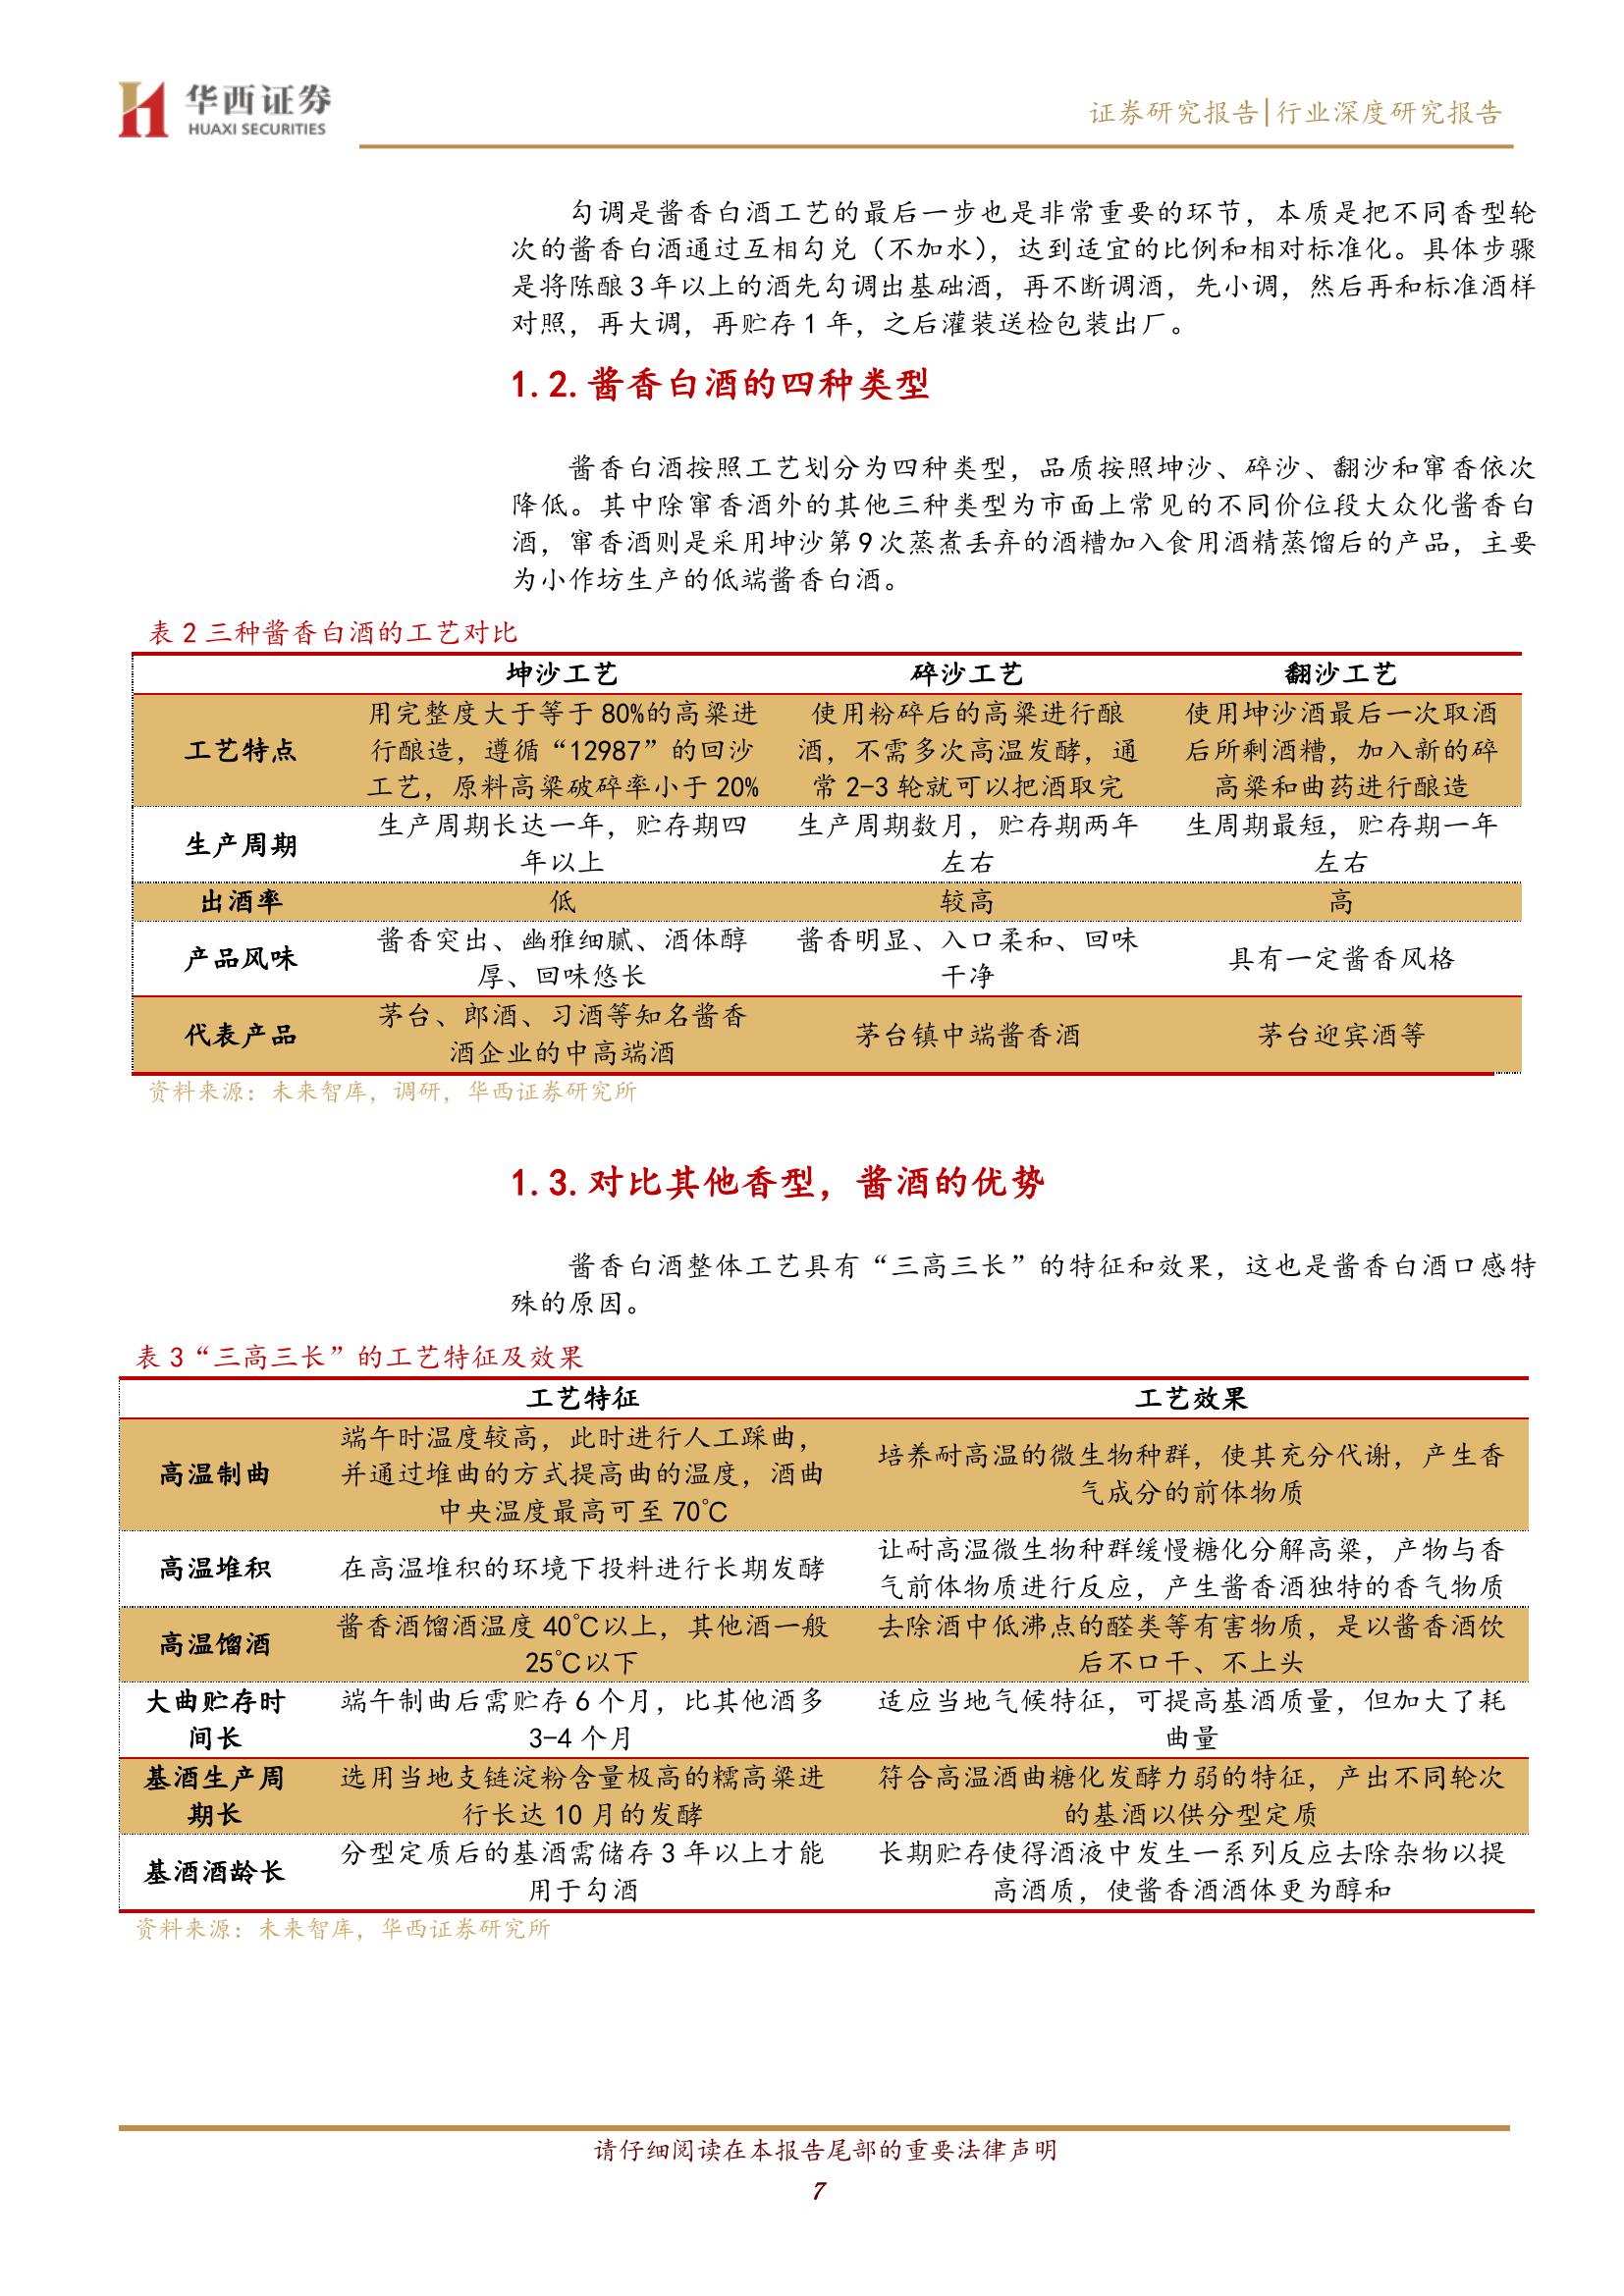 华西证券
HUAXI SECURITIES
证券研究报告|行业深度研究报告
勾调是酱香白酒工艺的最后一步也是非常重要的环节，本质是把不同香型轮
次的酱香白酒通过互相勾兑（不加水），达到适宜的比例和相对标准化。具体步骤
是将陈酿3年以上的酒先勾调出基础酒，再不断调酒，先小调，然后再和标准酒样
对照，再大调，再贮存1年，之后灌装送检包装出厂。
1.2.酱香白酒的四种类型
酱香白酒按照工艺划分为四种类型，品质按照坤沙、碎沙、翻沙和窜香依次
降低。其中除窜香酒外的其他三种类型为市面上常见的不同价位段大众化酱香白
酒，窜香酒则是采用坤沙第9次蒸煮丢弃的酒糟加入食用酒精蒸馏后的产品，主要
为小作坊生产的低端酱香白酒。
表 2 三种酱香白酒的工艺对比
坤沙工艺 碎沙工艺 翻沙工艺
用完整度大于等于 80%的高粱进 使用粉碎后的高粱进行酿 使用坤沙酒最后一次取酒
工艺特点 行酿造，遵循“12987”的回沙 酒，不需多次高温发酵，通 后所剩酒糟，加入新的碎
工艺，原料高粱破碎率小于 20% 常 2-3 轮就可以把酒取完 高粱和曲药进行酿造
生产周期 生产周期长达一年，贮存期四 生产周期数月，贮存期两年 生周期最短，贮存期一年
年以上 左右 左右
出酒率 低 较高 高
产品风味 酱香突出、幽雅细腻、酒体醇 酱香明显、入口柔和、回味 具有一定酱香风格
厚、回味悠长 干净
代表产品 茅台、郎酒、习酒等知名酱香 茅台镇中端酱香酒 茅台迎宾酒等
酒企业的中高端酒
资料来源：未来智库，调研，华西证券研究所
1.3.对比其他香型，酱酒的优势
酱香白酒整体工艺具有“三高三长”的特征和效果，这也是酱香白酒口感特
殊的原因。
表 3“三高三长”的工艺特征及效果
工艺特征 工艺效果
端午时温度较高，此时进行人工踩曲，
高温制曲 并通过堆曲的方式提高曲的温度，酒曲 培养耐高温的微生物种群，使其充分代谢，产生香
中央温度最高可至 70℃ 气成分的前体物质
高温堆积 在高温堆积的环境下投料进行长期发酵 让耐高温微生物种群缓慢糖化分解高粱，产物与香
气前体物质进行反应，产生酱香酒独特的香气物质
高温馏酒 酱香酒馏酒温度 40℃以上，其他酒一般 去除酒中低沸点的醛类等有害物质，是以酱香酒饮
25℃以下 后不口干、不上头
大曲贮存时 端午制曲后需贮存 6 个月，比其他酒多 适应当地气候特征，可提高基酒质量，但加大了耗
间长 3-4 个月 曲量
基酒生产周 选用当地支链淀粉含量极高的糯高粱进 符合高温酒曲糖化发酵力弱的特征，产出不同轮次
期长 行长达 10 月的发酵 的基酒以供分型定质
基酒酒龄长 分型定质后的基酒需储存 3 年以上才能 长期贮存使得酒液中发生一系列反应去除杂物以提
用于勾酒 高酒质，使酱香酒酒体更为醇和
资料来源：未来智库，华西证券研究所
请仔细阅读在本报告尾部的重要法律声明
7